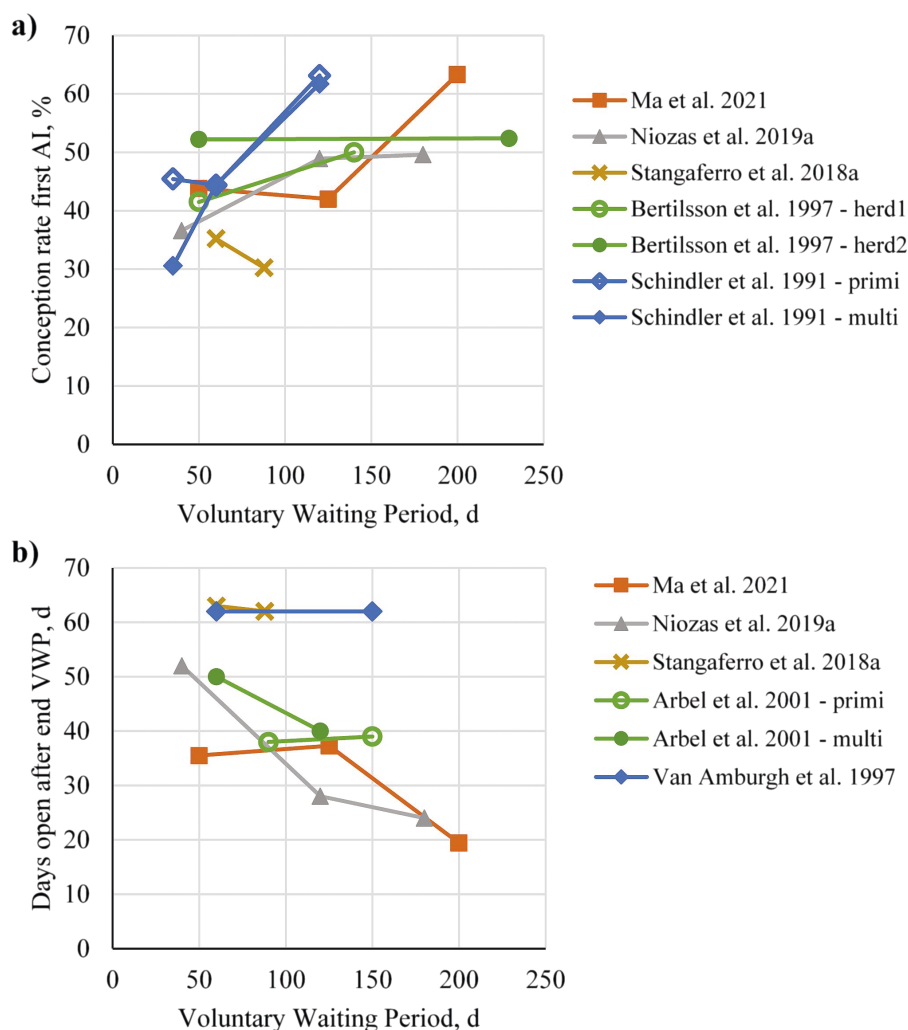 a)
70
60
50
40
30
20
10
0
Conception rate first AI, %
0 50 100 150 200 250
Voluntary Waiting Period, d
Ma et al. 2021
Niozas et al. 2019a
Stangaferro et al. 2018a
Bertilsson et al. 1997 - herd1
Bertilsson et al. 1997 - herd2
Schindler et al. 1991 - primi
Schindler et al. 1991 - multi
b)
70
60
50
40
30
20
10
0
Days open after end VWP, d
0 50 100 150 200 250
Voluntary Waiting Period, d
Ma et al. 2021
Niozas et al. 2019a
Stangaferro et al. 2018a
Arbel et al. 2001 - primi
Arbel et al. 2001 - multi
Van Amburgh et al. 1997